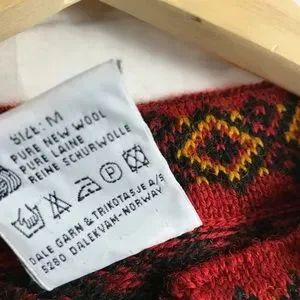 SIZE: M
PURE NEW WOOL
PURE LAINE
REINE SCHURWOLLE
P
DALE GARN & TRIKOTASJE A/S
5280 DALEKVAM-NORWAY